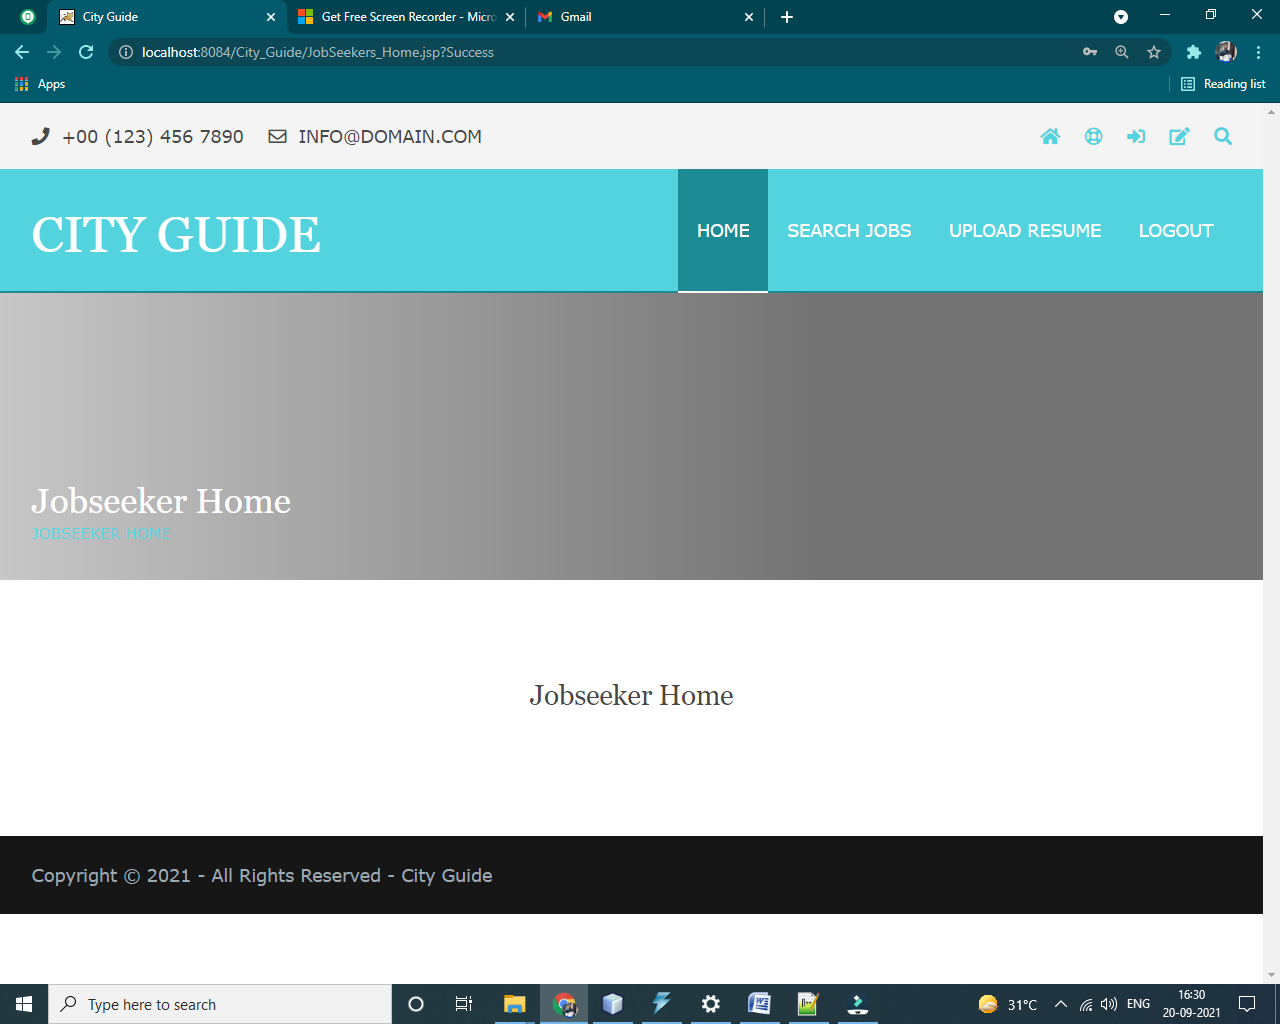 City Guide
Get Free Screen Recorder - Micro
Gmail
localhost:8084/City_Guide/JobSeekers_Home.jsp?Success
Apps
Reading list
+00 (123) 456 7890 INFO@DOMAIN.COM
CITY GUIDE
HOME SEARCH JOBS UPLOAD RESUME LOGOUT
Jobseeker Home
JOBSEEKER HOME
Jobseeker Home
Copyright © 2021 - All Rights Reserved - City Guide
Type here to search
31°C
ENG
16:30
20-09-2021